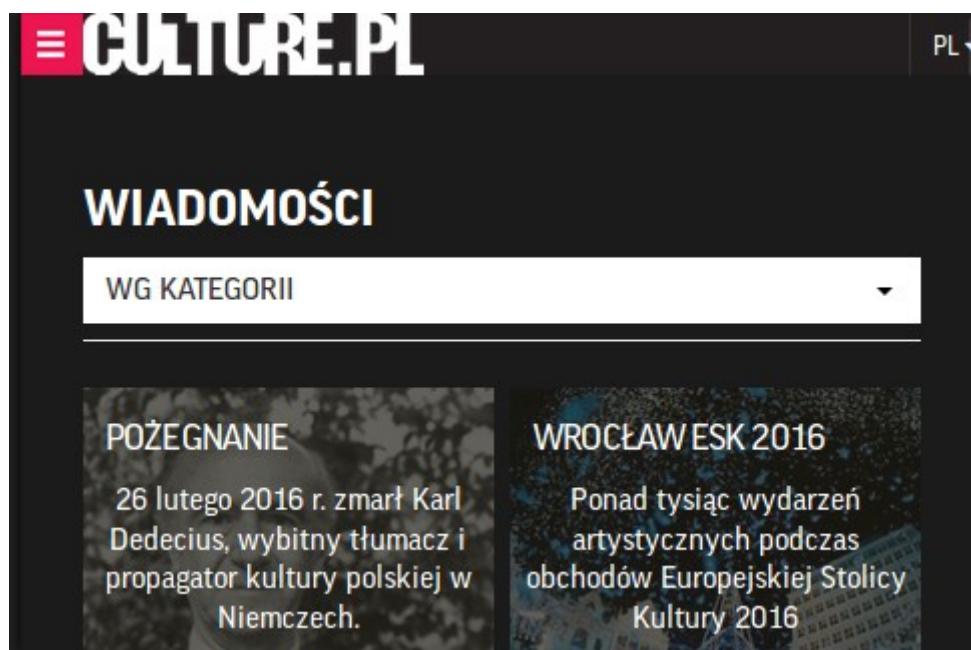 CULTURE.PL
PL
WIADOMOŚCI
WG KATEGORII
POŻEGNANIE
26 lutego 2016 r. zmarł Karl
Dedecius, wybitny tłumacz i
propagator kultury polskiej w
Niemczech.
WROCŁAW ESK 2016
Ponad tysiąc wydarzeń
artystycznych podczas
obchodów Europejskiej Stolicy
Kultury 2016